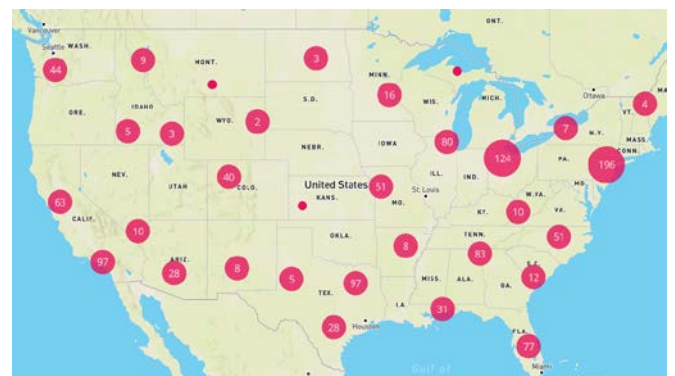 ONT.
Vancouver
Seattle
WASH.
44
9
MONT.
3
MINN.
16
WIS.
MICH.
Ottawa
VT.
4
MA
ORE.
IDAHO
5
3
WYO.
2
S.D.
80
124
7
N.Y.
MASS.
CONN.
NEBR.
IOWA
ILL.
IND.
PA.
196
NEV.
UTAH
40
COLO.
United States
KANS.
51
MO.
St. Louis
KY.
W.VA.
MD.
10
VA.
63
CALIF.
10
OKLA.
8
TENN.
83
51
97
ARIZ.
28
8
5
TEX.
97
MISS.
ALA.
GA.
S.C.
12
LA.
31
28
Houston
FLA.
77
Miami
Gulf of